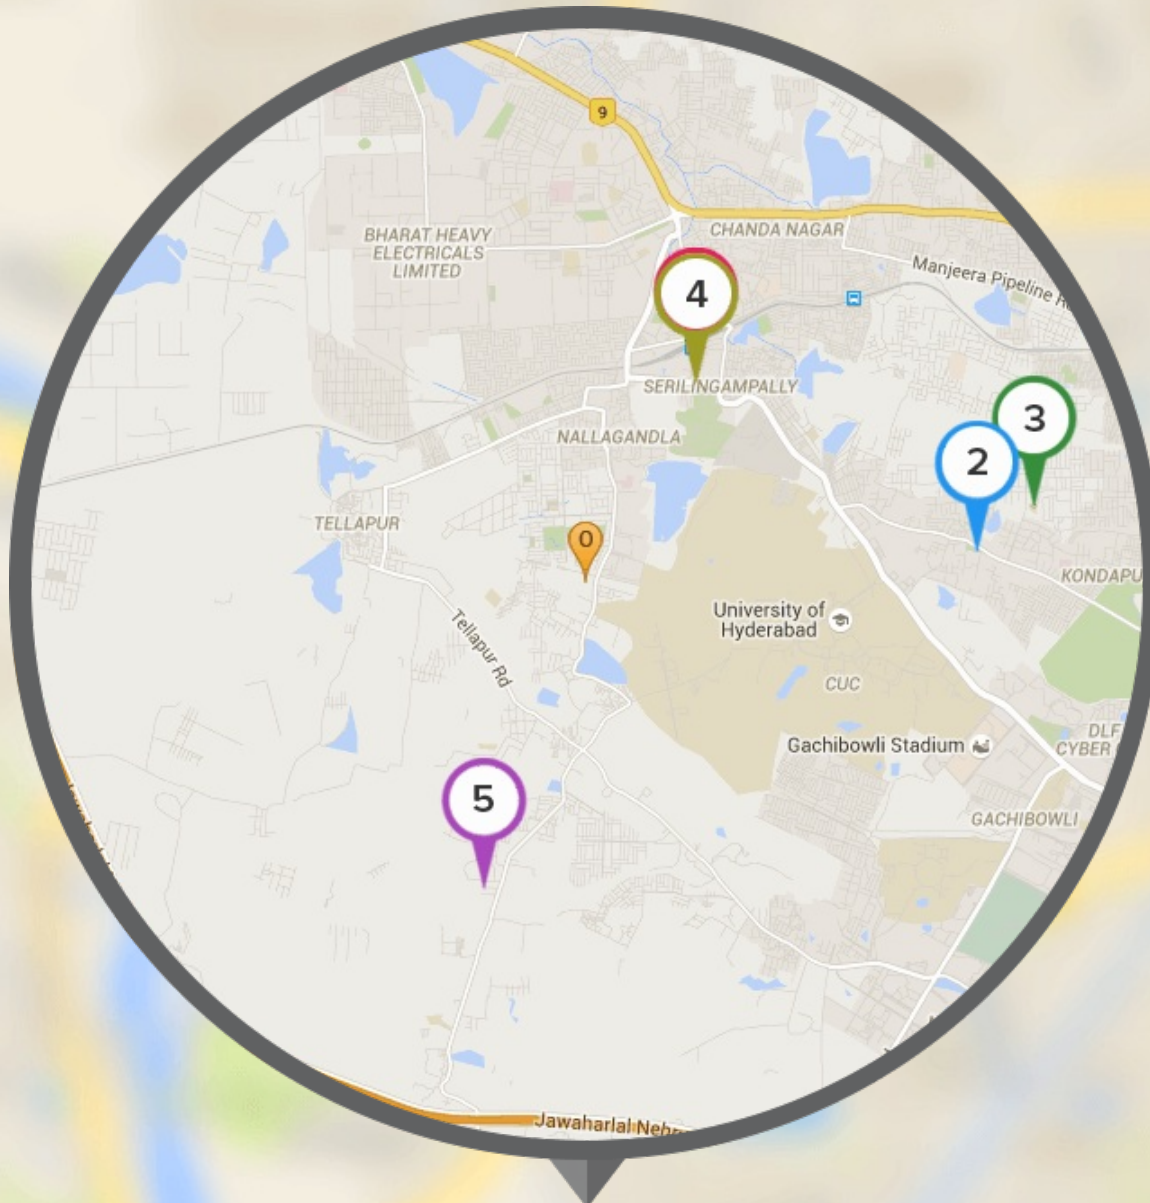 9
BHARAT HEAVY
ELECTRICALS
LIMITED
CHANDA NAGAR
Manjeera Pipeline
4
SERILINGAMPALLY
3
NALLAGANDLA
2
TELLAPUR
0
KONDAPU
University of
Hyderabad
Tellapur Rd
CUC
Gachibowli Stadium
DLF
CYBER
5
GACHIBOWLI
Jawaharlal Nehr